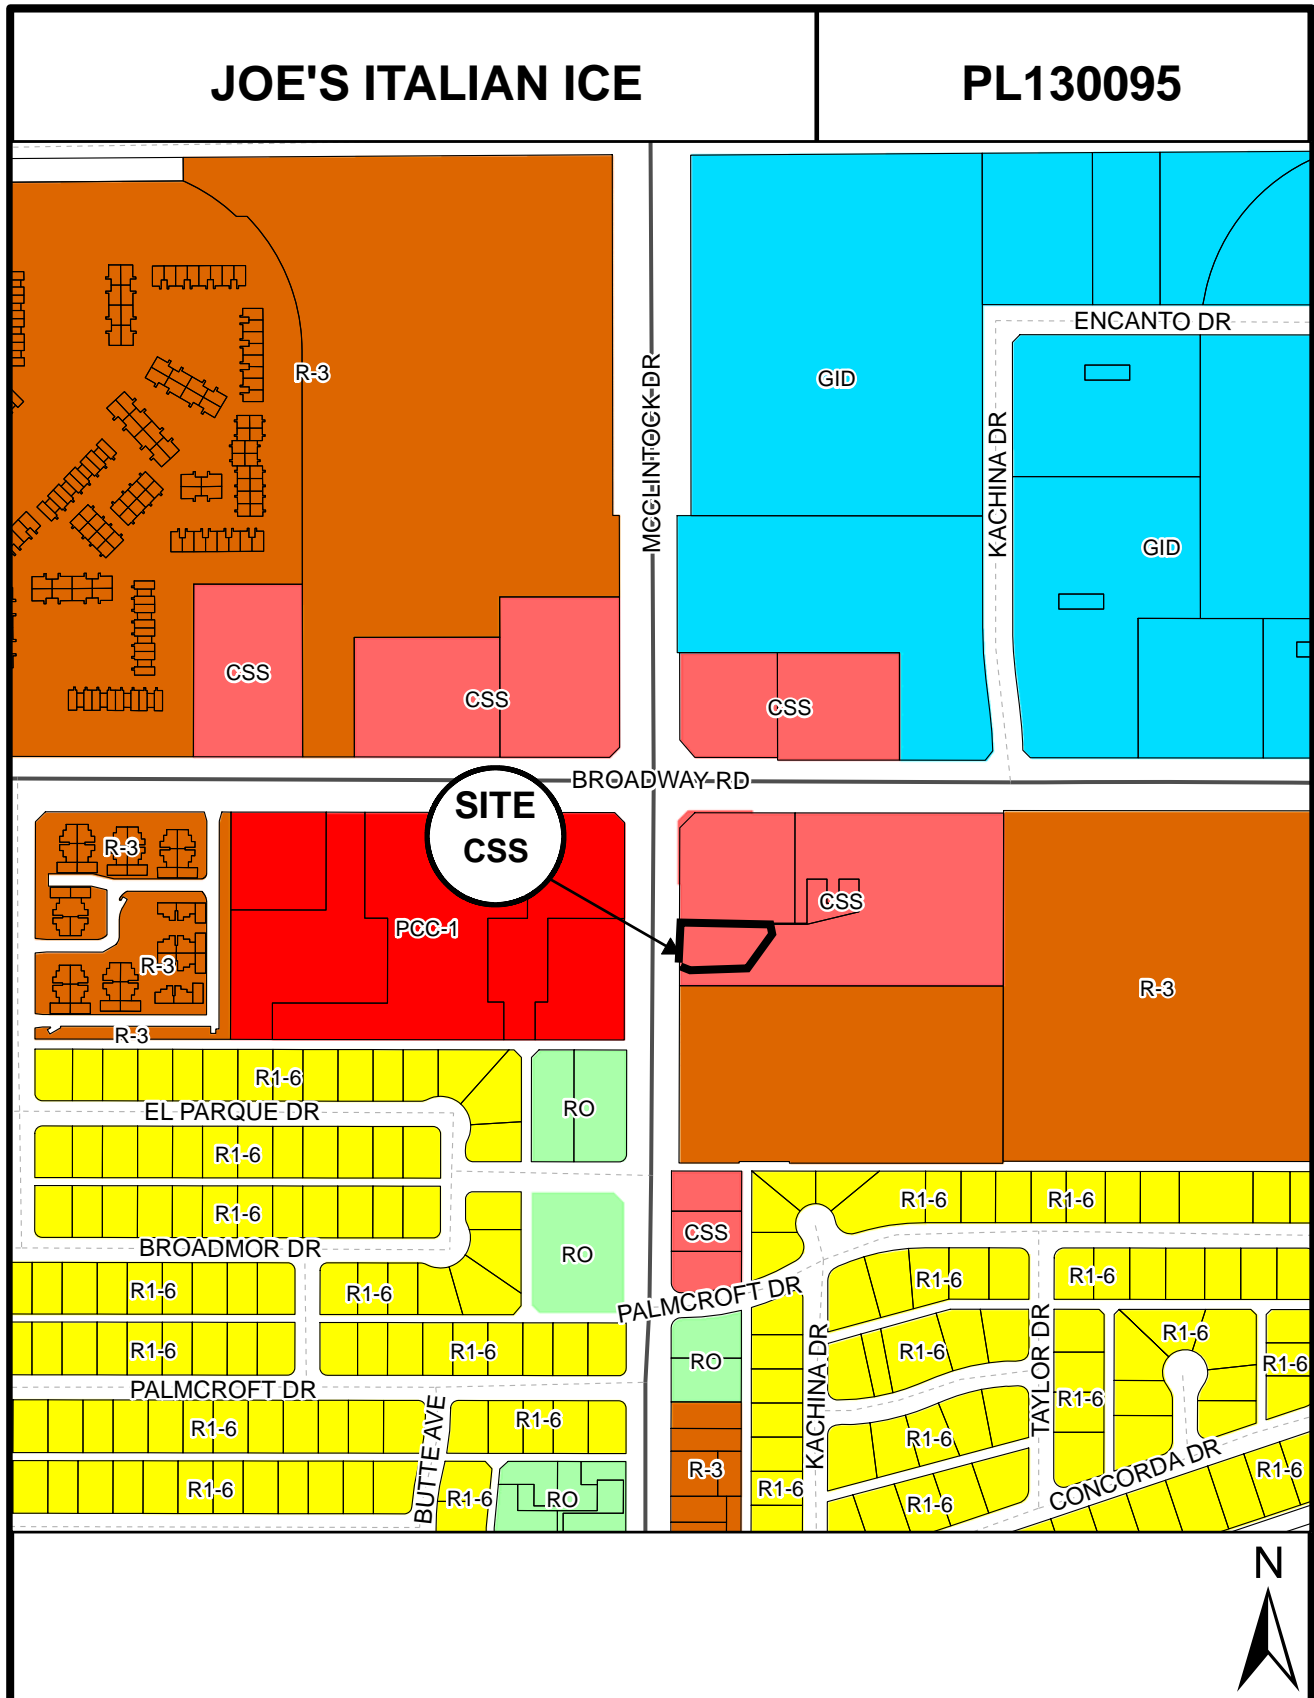 JOE'S ITALIAN ICE
PL130095
ENCANTO DR
R-3
GID
MCCLINTOCK DR
KACHINA DR
GID
CSS
CSS
CSS
BROADWAY RD
SITE
CSS
R-3
CSS
PCC-1
R-3
R-3
R-3
R1-6
RO
EL PARQUE DR
R1-6
R1-6
R1-6
R1-6
CSS
BROADMOR DR
RO
R1-6
R1-6
R1-6
R1-6
PALMCROFT DR
R1-6
R1-6
R1-6
R1-6
RO
R1-6
KACHINA DR
TAYLOR DR
PALMCROFT DR
R1-6
BUTTE AVE
R1-6
R1-6
R1-6
CONCORDA DR
R1-6
R-3
R1-6
R1-6
R1-6
RO
R1-6
N